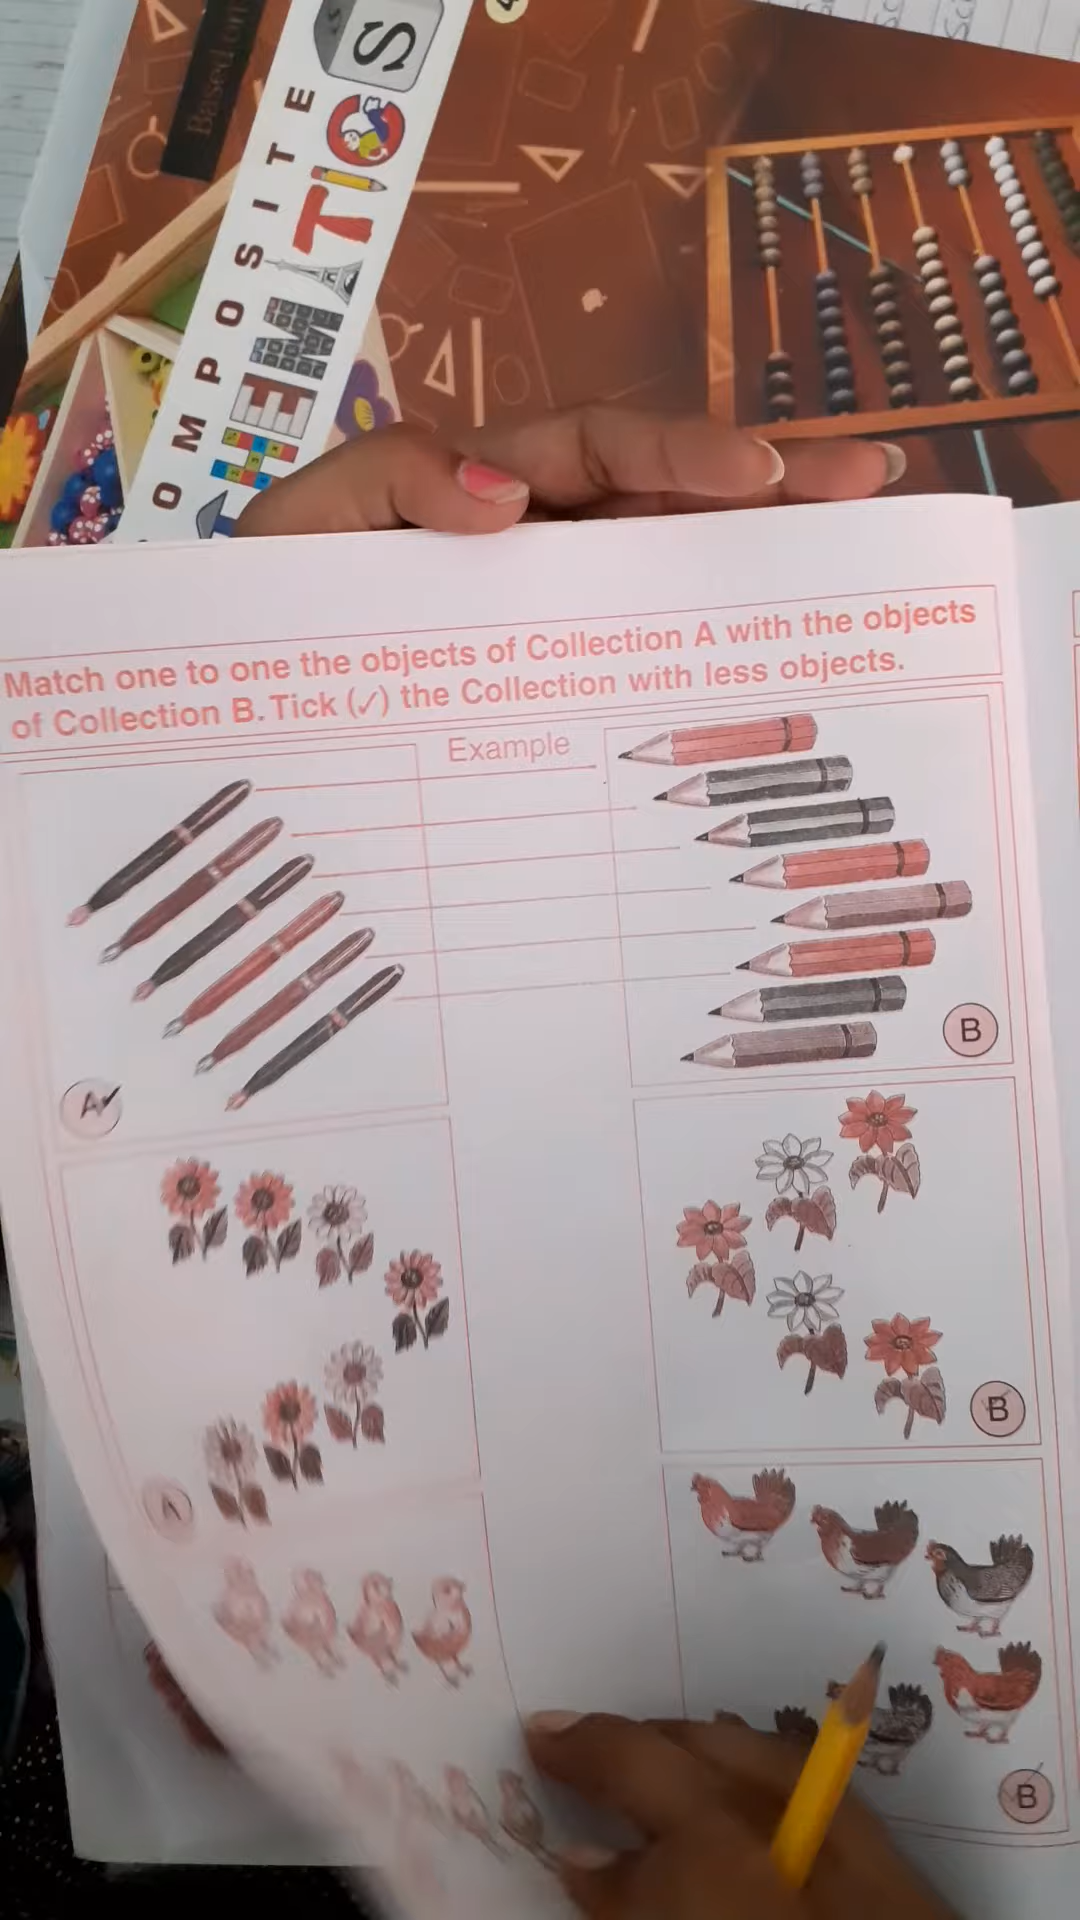 Based on
COMPOSITE
S
Match one to one the objects of Collection A with the objects
of Collection B. Tick (✓) the Collection with less objects.
Example
A✓
B
A
B
B